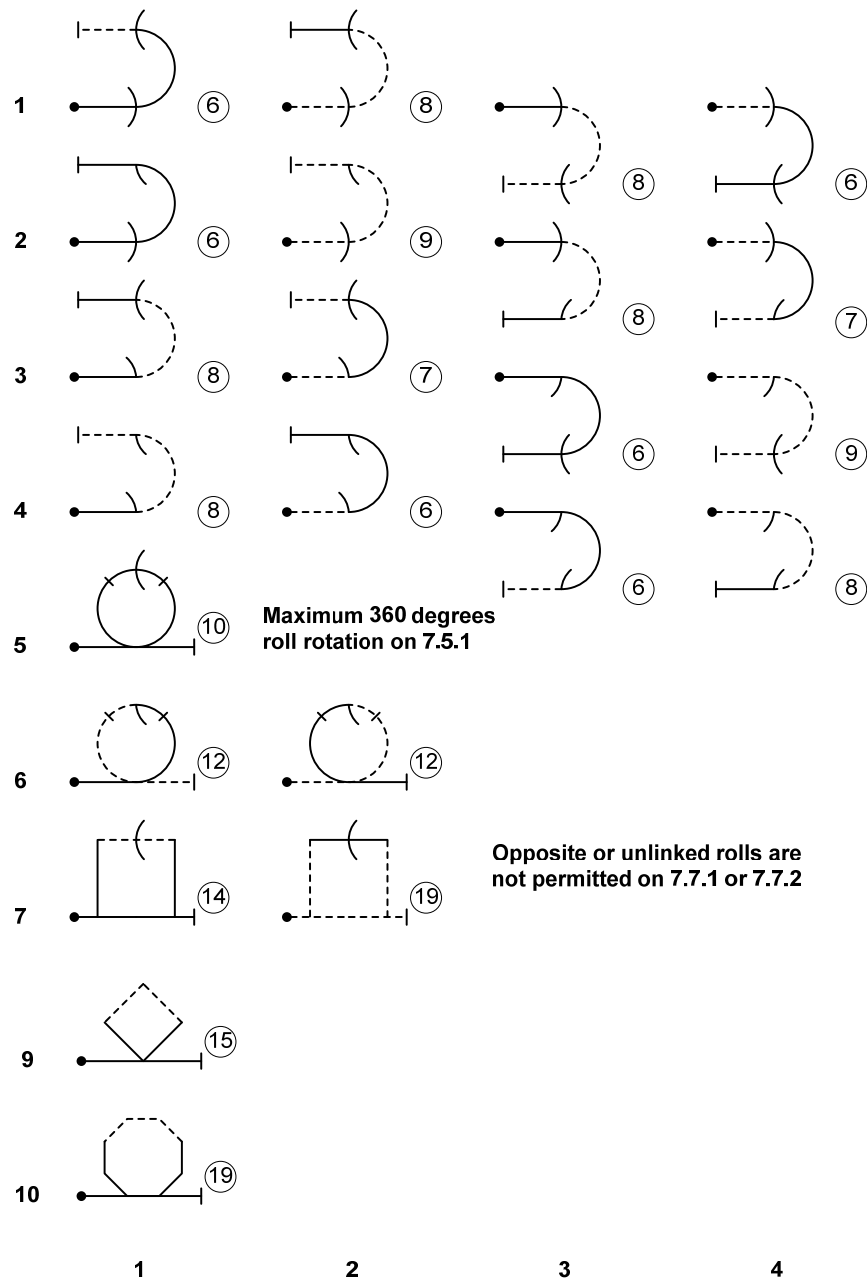 1 6 8
8 6
2 6 9
8 7
3 8 7
6 9
4 8 6
6 8
5 10 Maximum 360 degrees
roll rotation on 7.5.1
6 12 12
7 14 19 Opposite or unlinked rolls are
not permitted on 7.7.1 or 7.7.2
9 15
10 19
1 2 3 4